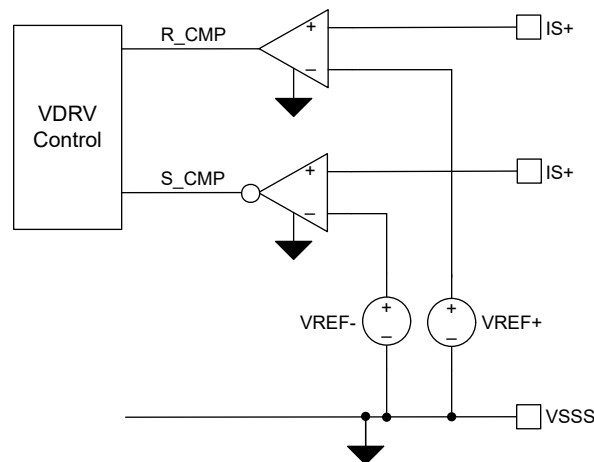 R_CMP
+
−
IS+
VDRV
Control
S_CMP
+
−
IS+
VREF-
+
−
+
−
VREF+
VSSS